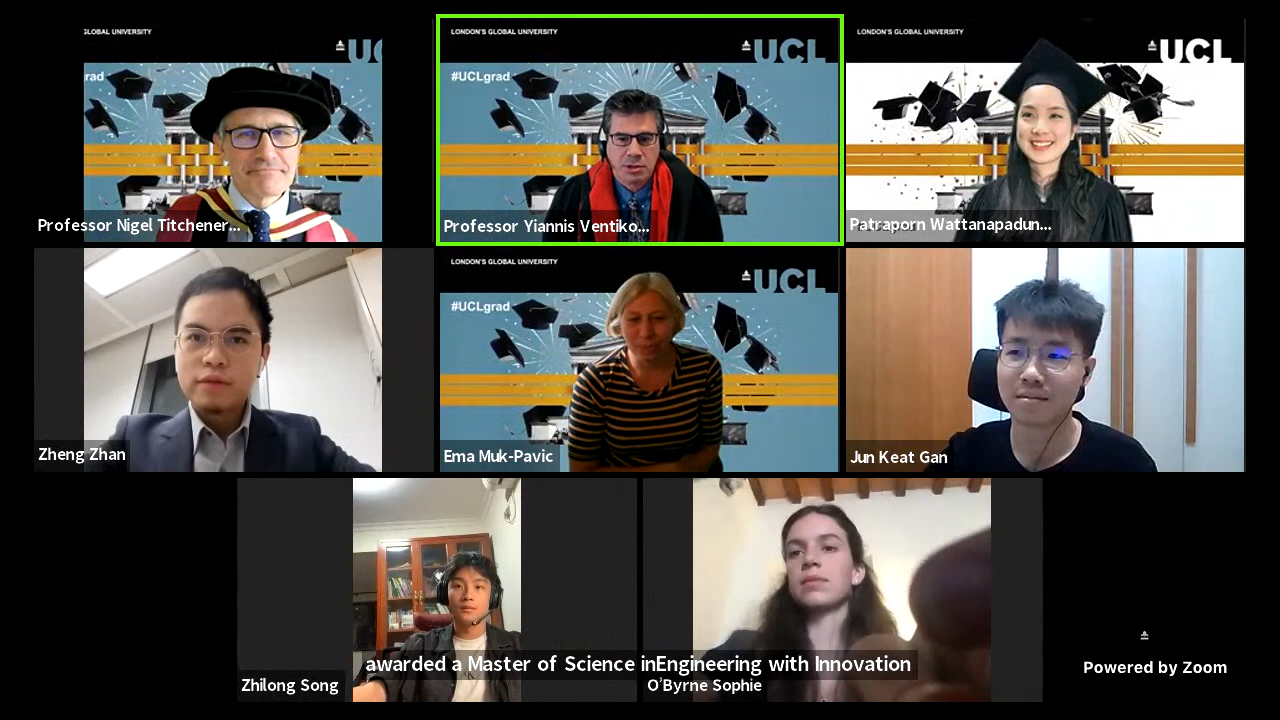 LONDON'S GLOBAL UNIVERSITY
UCL
#UCLgrad
Professor Nigel Titchener...
LONDON'S GLOBAL UNIVERSITY
UCL
#UCLgrad
Professor Yiannis Ventiko...
LONDON'S GLOBAL UNIVERSITY
UCL
Patraporn Wattanapadun...
Zheng Zhan
LONDON'S GLOBAL UNIVERSITY
UCL
#UCLgrad
Ema Muk-Pavic
Jun Keat Gan
awarded a Master of Science inEngineering with Innovation
Zhilong Song
O'Byrne Sophie
Powered by Zoom